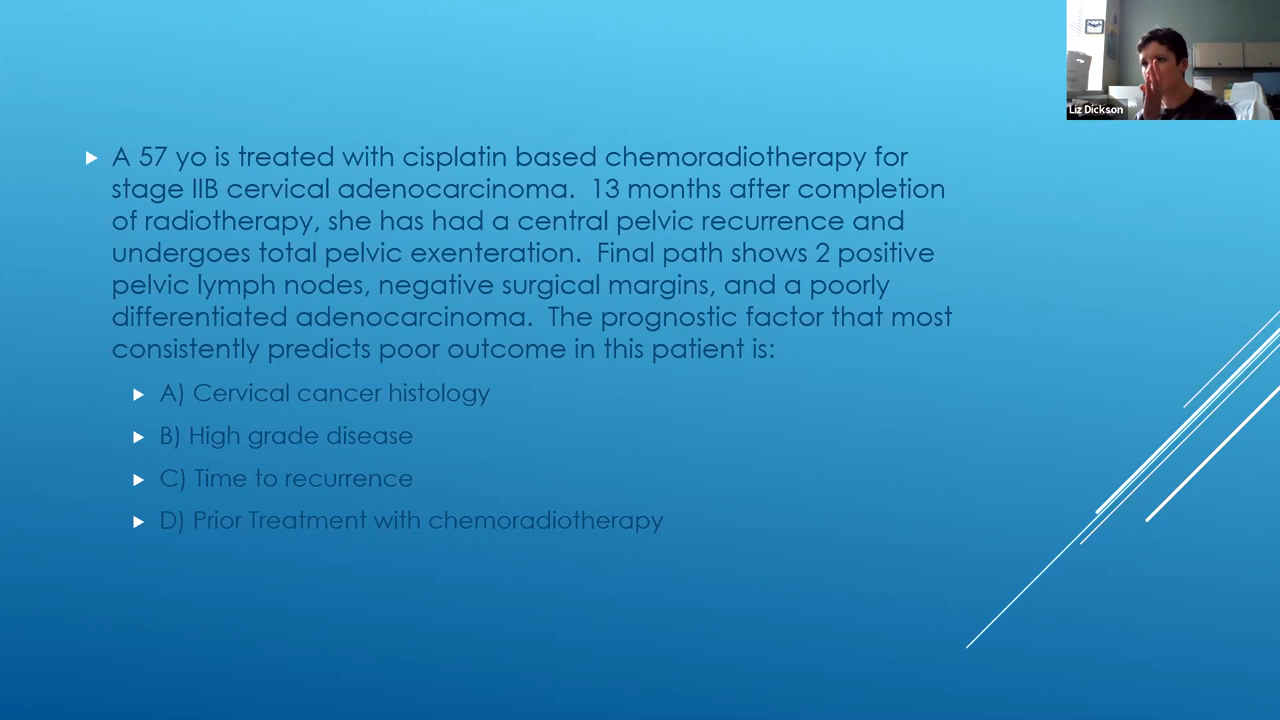 Liz Dickson
A 57 yo is treated with cisplatin based chemoradiotherapy for
stage IIB cervical adenocarcinoma.  13 months after completion
of radiotherapy, she has had a central pelvic recurrence and
undergoes total pelvic exenteration.  Final path shows 2 positive
pelvic lymph nodes, negative surgical margins, and a poorly
differentiated adenocarcinoma.  The prognostic factor that most
consistently predicts poor outcome in this patient is:
A) Cervical cancer histology
B) High grade disease
C) Time to recurrence
D) Prior Treatment with chemoradiotherapy